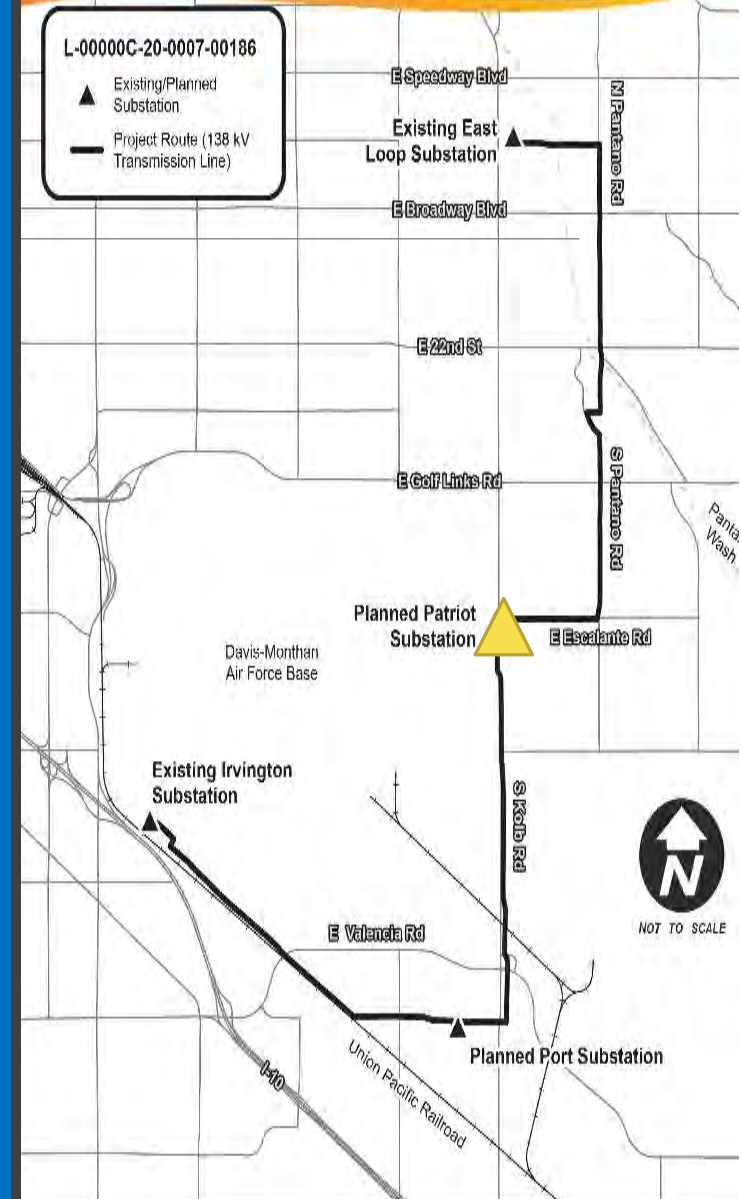 L-00000C-20-0007-00186
Existing/Planned
Substation
Project Route (138 kV
Transmission Line)
E Speedway Blvd
N Pantano Rd
Existing East
Loop Substation
E Broadway Blvd
E 22nd St
E Golf Links Rd
S Pantano Rd
Wash
Planned Patriot
Substation
E Escalante Rd
Davis-Monthan
Air Force Base
Existing Irvington
Substation
S Kolb Rd
N
NOT TO SCALE
E Valencia Rd
Planned Port Substation
Union Pacific Railroad
I-10